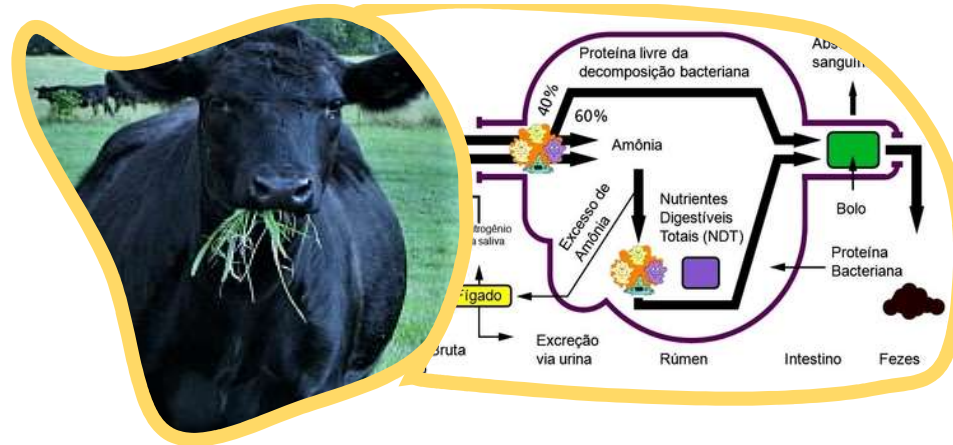 Proteína livre da
decomposição bacteriana
40%
60%
Amônia
Excesso de
Amônia
Nutrientes
Digestíveis
Totais (NDT)
Bolo
Proteína
Bacteriana
saliva
Fígado
Excreção
via urina
Rúmen
Intestino
Fezes